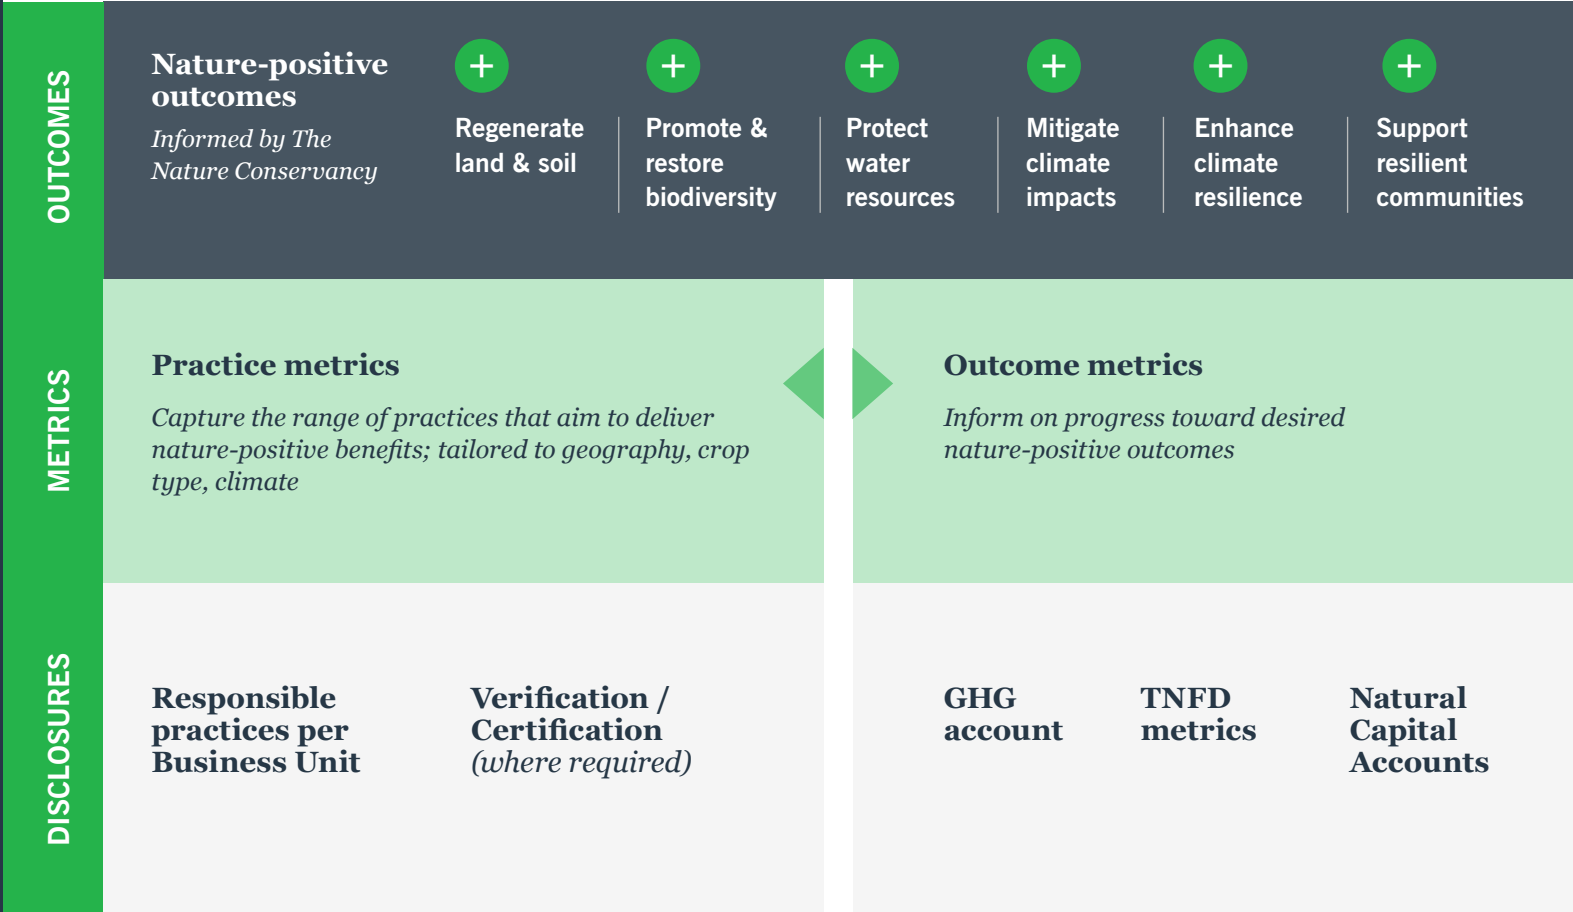 OUTCOMES
Nature-positive
outcomes
Informed by The
Nature Conservancy
+
Regenerate
land & soil
+
Promote &
restore
biodiversity
+
Protect
water
resources
+
Mitigate
climate
impacts
+
Enhance
climate
resilience
+
Support
resilient
communities
METRICS
Practice metrics
Capture the range of practices that aim to deliver
nature-positive benefits; tailored to geography, crop
type, climate
Outcome metrics
Inform on progress toward desired
nature-positive outcomes
DISCLOSURES
Responsible
practices per
Business Unit
Verification /
Certification
(where required)
GHG
account
TNFD
metrics
Natural
Capital
Accounts